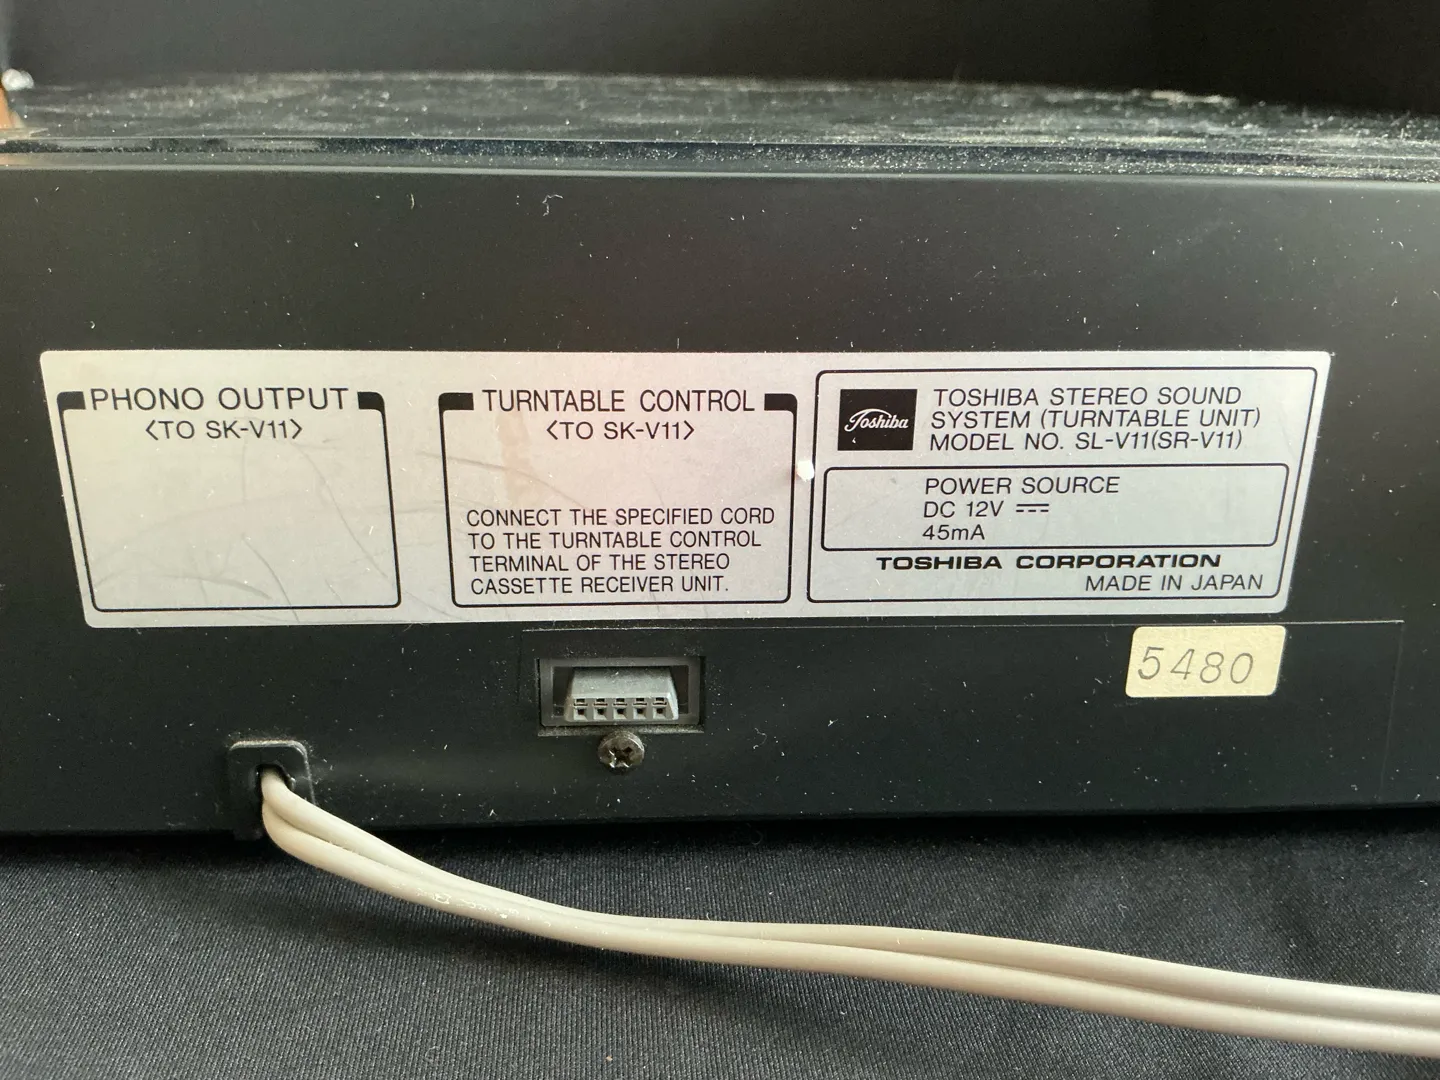 PHONO OUTPUT
<TO SK-V11>
TURNTABLE CONTROL
<TO SK-V11>
CONNECT THE SPECIFIED CORD
TO THE TURNTABLE CONTROL
TERMINAL OF THE STEREO
CASSETTE RECEIVER UNIT.
Toshiba
TOSHIBA STEREO SOUND
SYSTEM (TURNTABLE UNIT)
MODEL NO. SL-V11(SR-V11)
POWER SOURCE
DC 12V ⎓
45mA
TOSHIBA CORPORATION
MADE IN JAPAN
5480